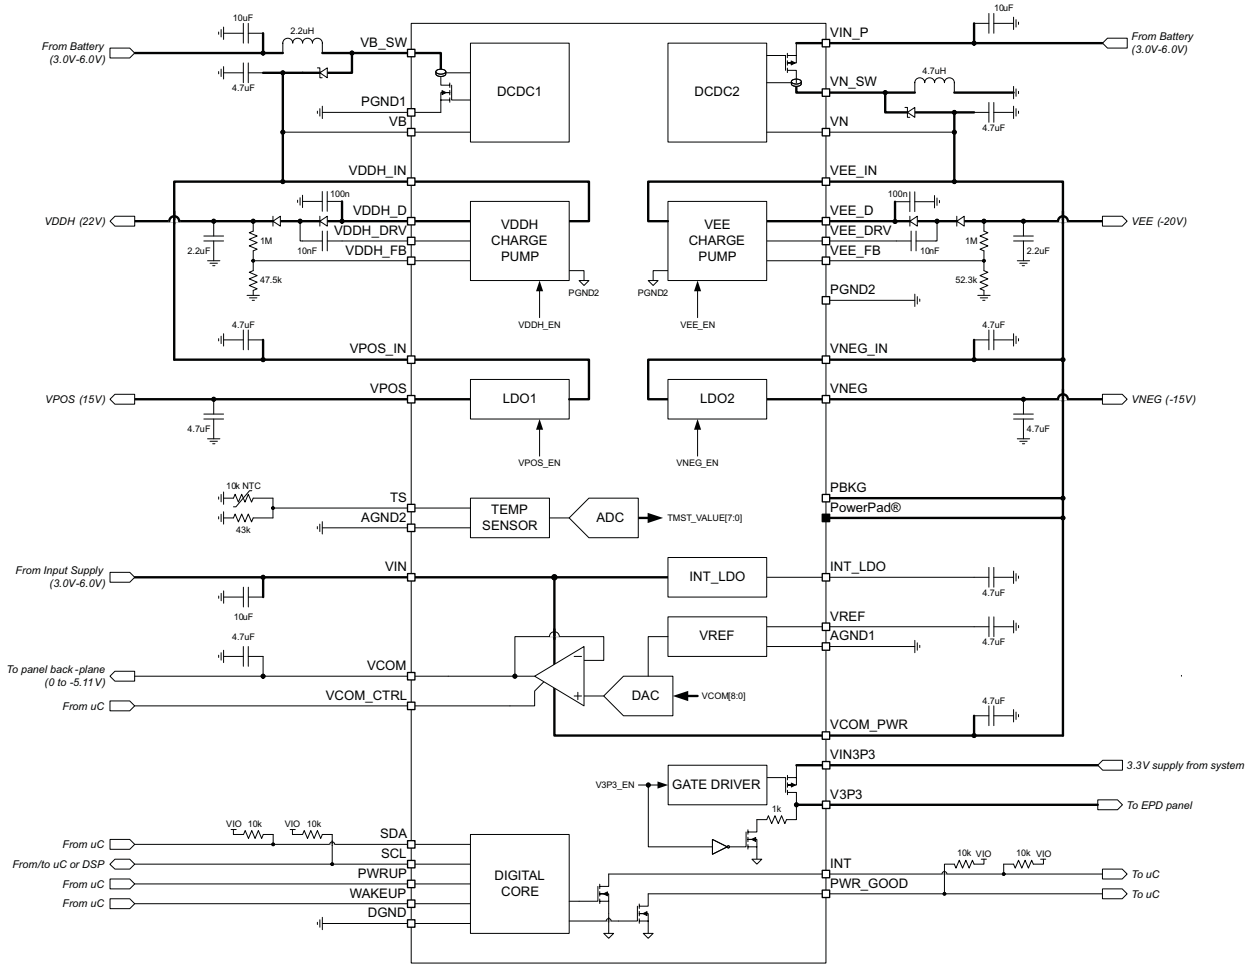 10uF
2.2uH
VB_SW
From Battery
(3.0V-6.0V)
4.7uF
DCDC1
PGND1
VB
VIN_P
10uF
From Battery
(3.0V-6.0V)
DCDC2
4.7uH
VN_SW
VN
4.7uF
VDDH_IN
100n
VDDH (22V)
VDDH_D
VDDH_DRV
VDDH_FB
1M
10nF
2.2uF
47.5k
VDDH
CHARGE
PUMP
PGND2
VDDH_EN
VEE_IN
VEE
CHARGE
PUMP
PGND2
VEE_EN
100n
VEE_D
VEE_DRV
VEE_FB
1M
10nF
2.2uF
52.3k
VEE (-20V)
PGND2
4.7uF
VPOS_IN
VPOS (15V)
VPOS
4.7uF
LDO1
VPOS_EN
VNEG_IN
4.7uF
LDO2
VNEG
VNEG (-15V)
4.7uF
VNEG_EN
10k NTC
TS
43k
AGND2
TEMP
SENSOR
ADC
TMST_VALUE[7:0]
PBKG
PowerPad®
From Input Supply
(3.0V-6.0V)
VIN
10uF
INT_LDO
INT_LDO
4.7uF
VREF
VREF
4.7uF
AGND1
4.7uF
To panel back-plane
(0 to -5.11V)
VCOM
From uC
VCOM_CTRL
−
+
DAC
VCOM[8:0]
VCOM_PWR
4.7uF
VIN3P3
3.3V supply from system
V3P3_EN
GATE DRIVER
V3P3
To EPD panel
1k
VIO 10k
VIO 10k
From uC
SDA
From/to uC or DSP
SCL
From uC
PWRUP
From uC
WAKEUP
DGND
DIGITAL
CORE
INT
PWR_GOOD
10k VIO
10k VIO
To uC
To uC